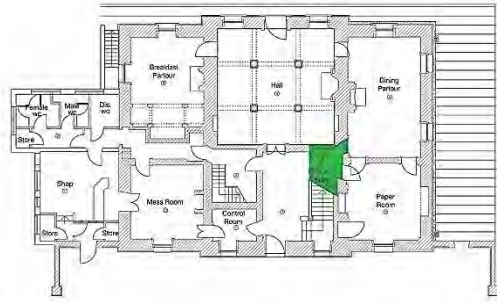 Breakfast
Parlour
Hall
Dining
Parlour
Female
wc
Male
wc
Dis.
wc
Store
Shop
Mess Room
Control
Room
Paper
Room
Store
Store